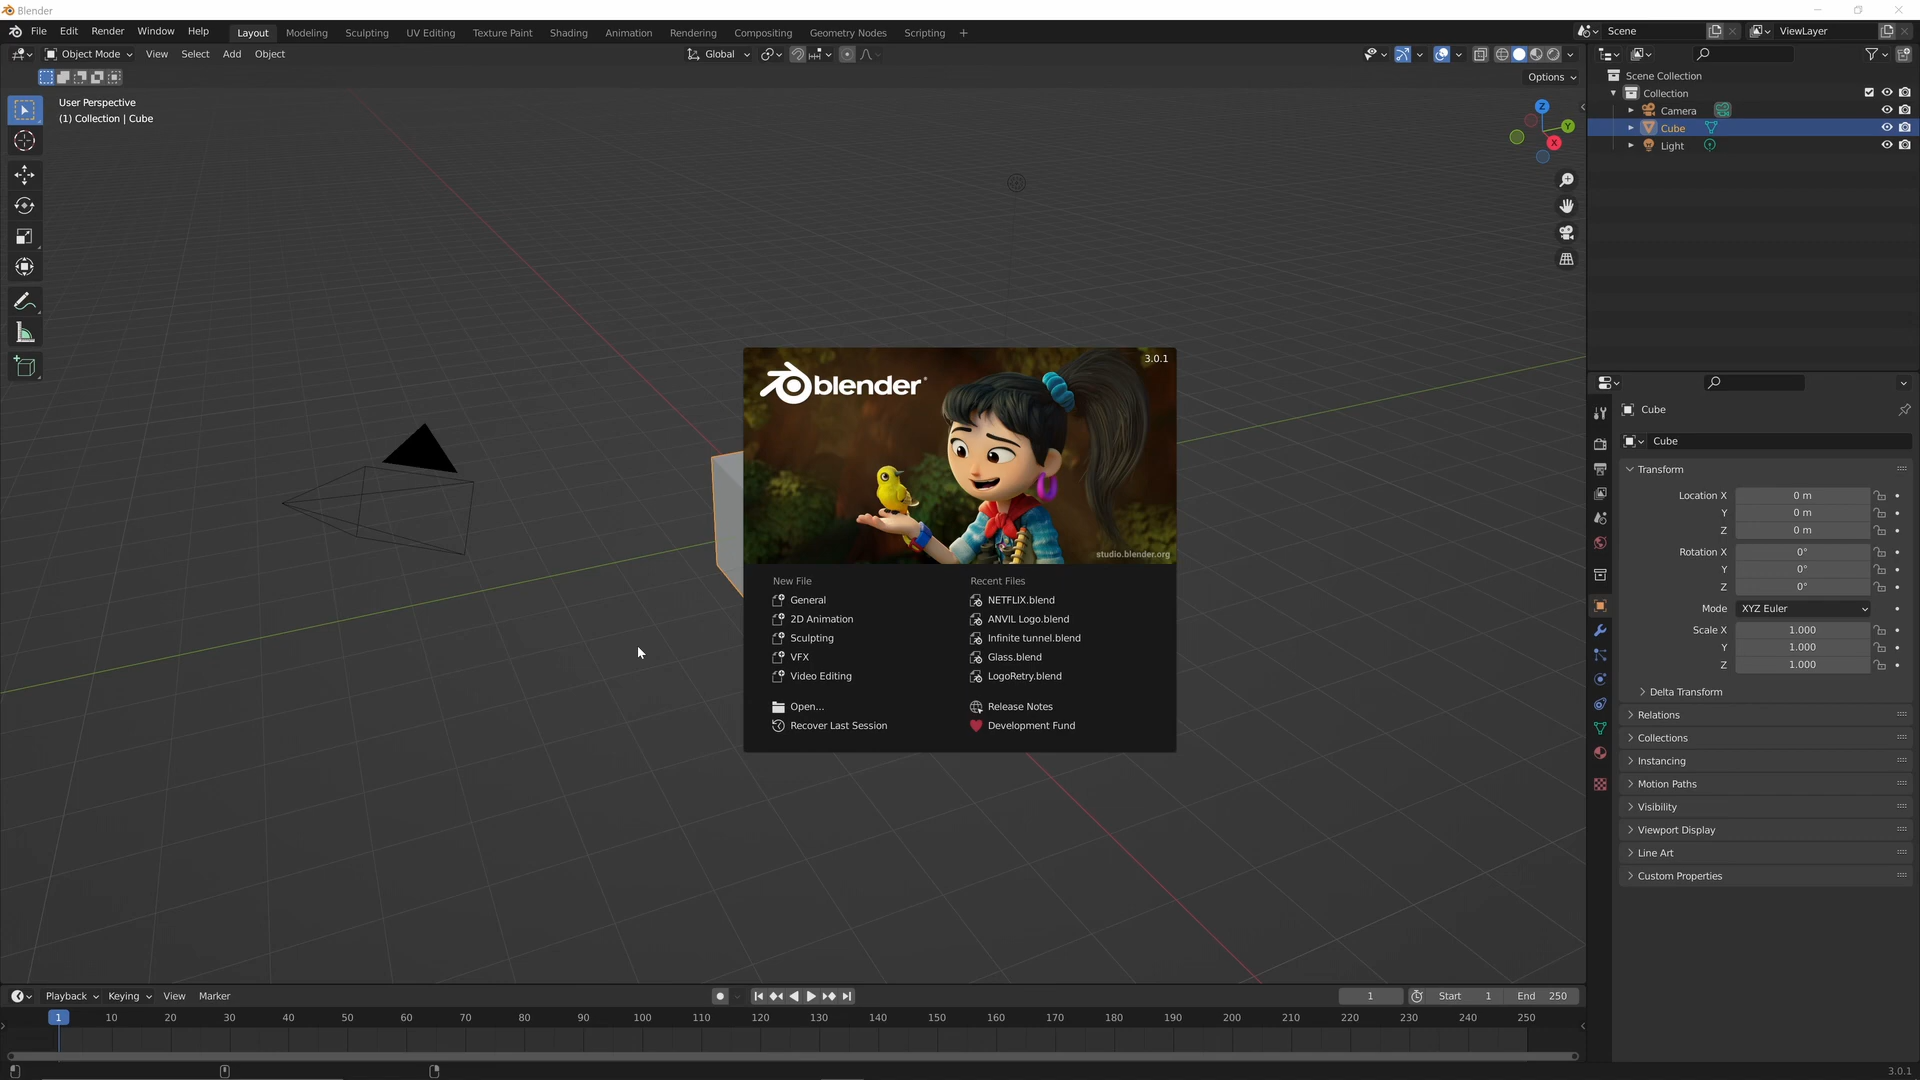 Blender
File Edit Render Window Help
Layout Modeling Sculpting UV Editing Texture Paint Shading Animation Rendering Compositing Geometry Nodes Scripting +
Scene
ViewLayer
Object Mode View Select Add Object
Global
Options
User Perspective
(1) Collection | Cube
Z
Y
X
Scene Collection
Collection
Camera
Cube
Light
3.0.1
blender
studio.blender.org
New File
General
2D Animation
Sculpting
VFX
Video Editing
Open...
Recover Last Session
Recent Files
NETFLIX.blend
ANVIL Logo.blend
Infinite tunnel.blend
Glass.blend
LogoRetry.blend
Release Notes
Development Fund
Cube
Cube
Transform
Location X 0 m
Y 0 m
Z 0 m
Rotation X 0°
Y 0°
Z 0°
Mode XYZ Euler
Scale X 1.000
Y 1.000
Z 1.000
Delta Transform
Relations
Collections
Instancing
Motion Paths
Visibility
Viewport Display
Line Art
Custom Properties
Playback Keying View Marker
1 Start 1 End 250
1 10 20 30 40 50 60 70 80 90 100 110 120 130 140 150 160 170 180 190 200 210 220 230 240 250
3.0.1